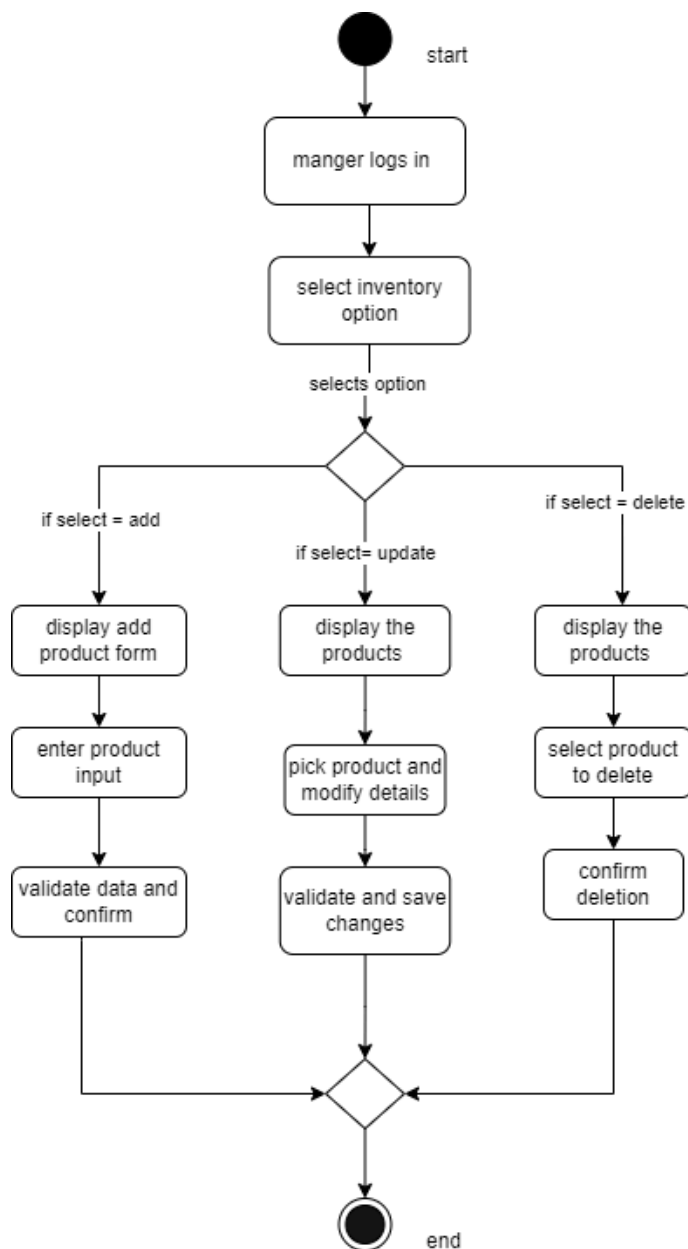 start
manger logs in
select inventory
option
selects option
if select = add
if select= update
if select = delete
display add
product form
display the
products
display the
products
enter product
input
pick product and
modify details
select product
to delete
validate data and
confirm
validate and save
changes
confirm
deletion
end